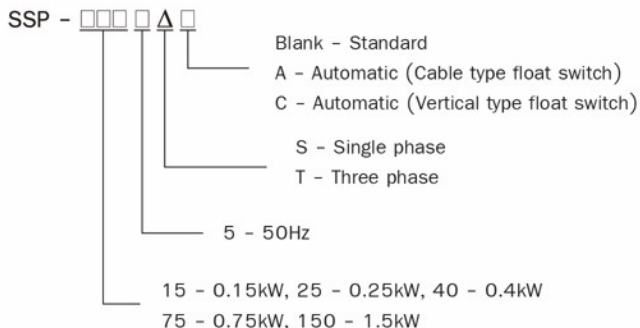 SSP – □□□ □ Δ □
Blank – Standard
A – Automatic (Cable type float switch)
C – Automatic (Vertical type float switch)
S – Single phase
T – Three phase
5 – 50Hz
15 – 0.15kW, 25 – 0.25kW, 40 – 0.4kW
75 – 0.75kW, 150 – 1.5kW